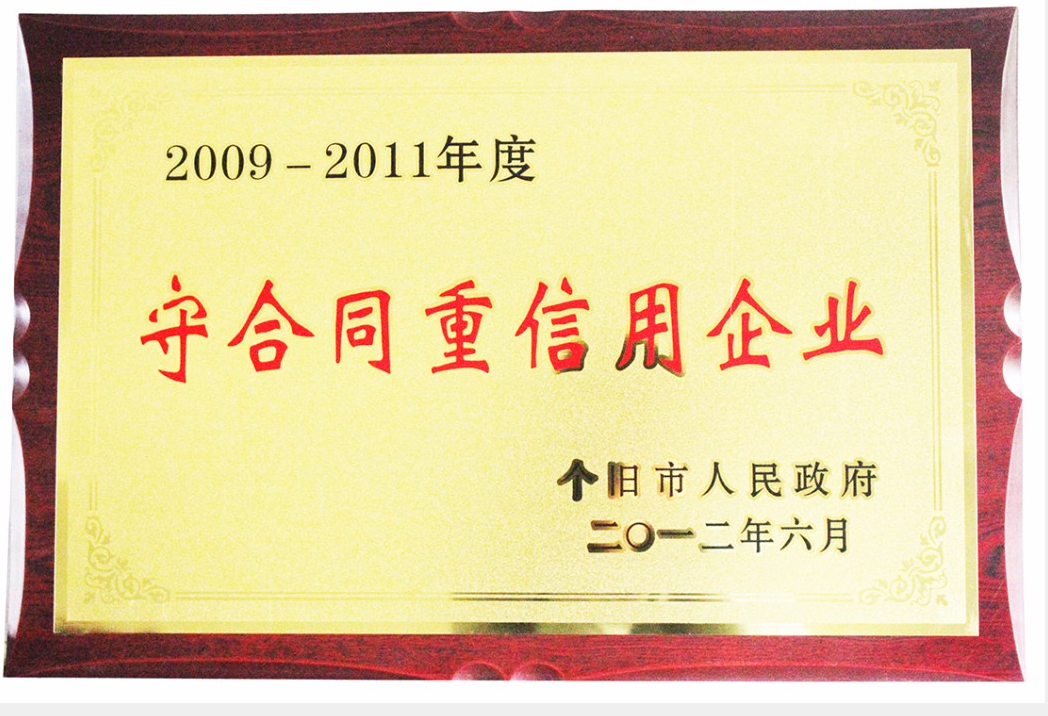 2009-2011年度
守合同重信用企业
个旧市人民政府
二〇一二年六月